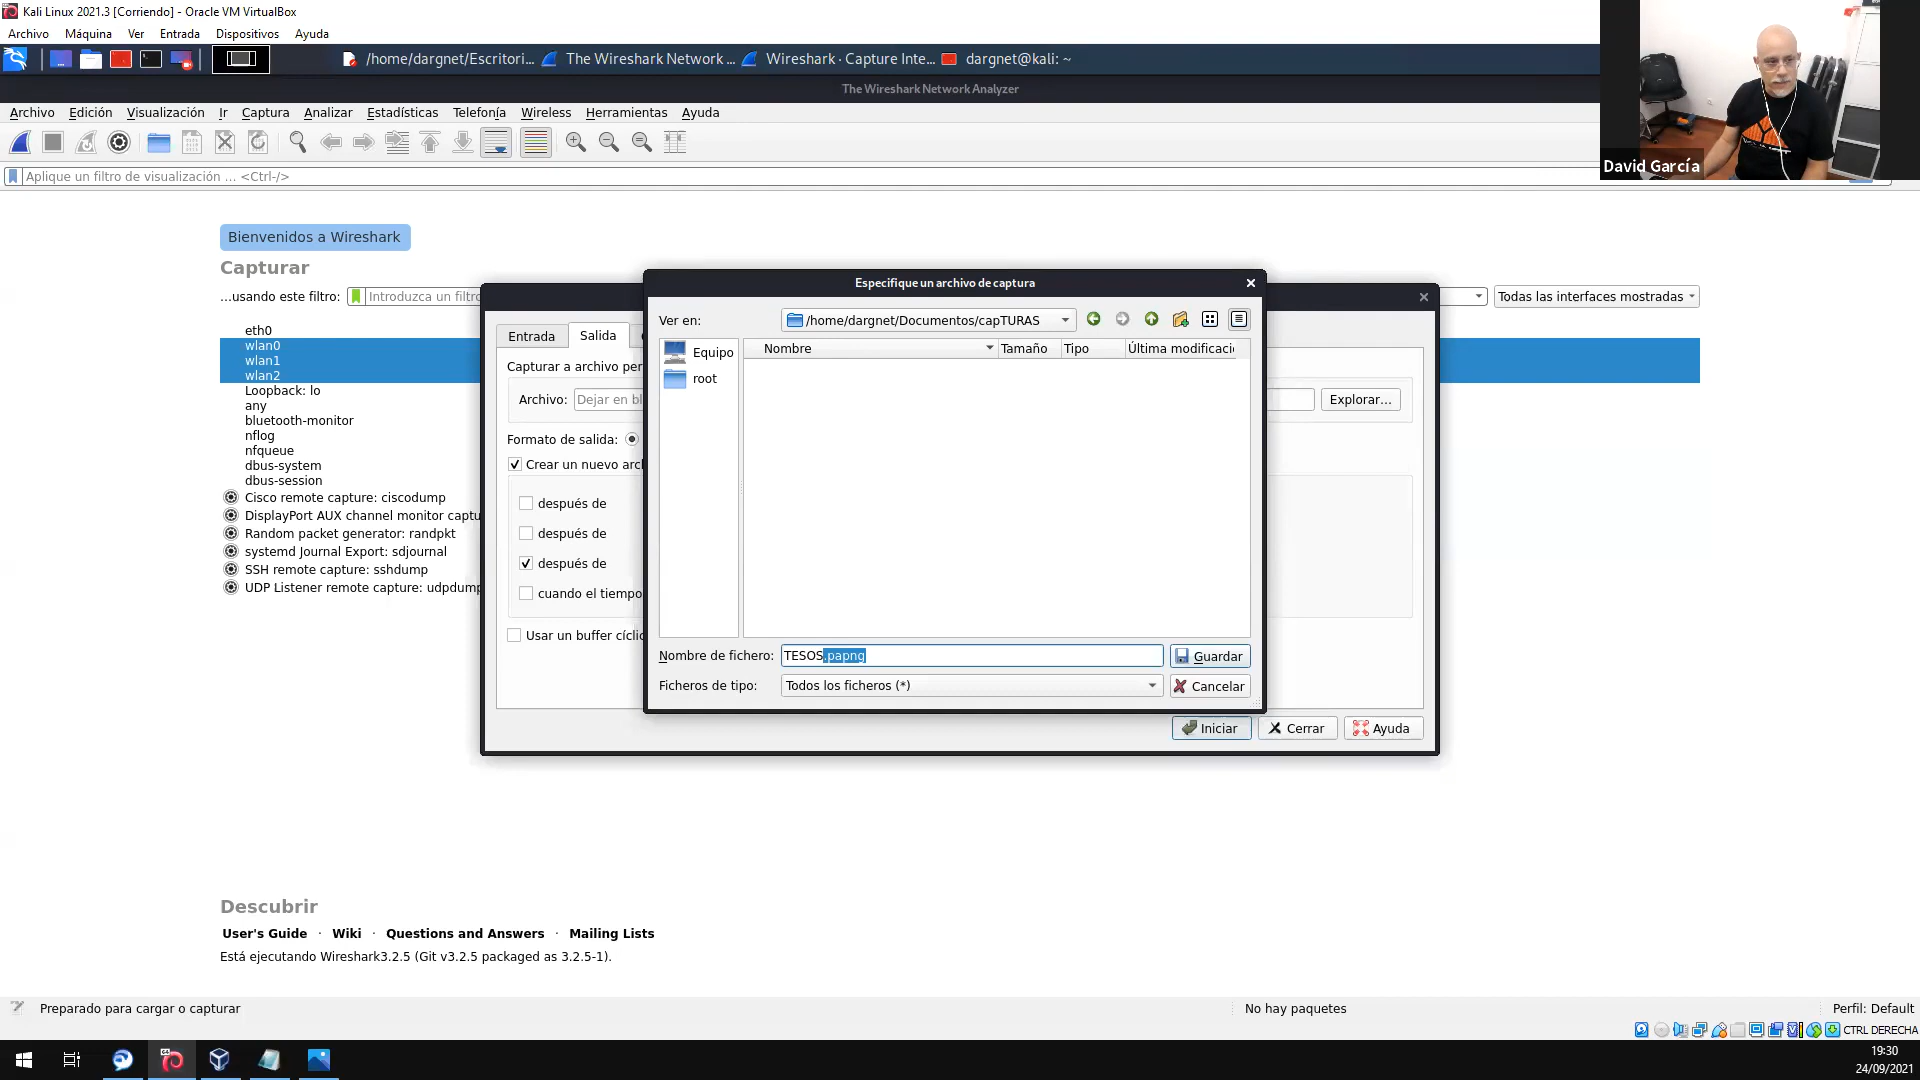 Kali Linux 2021.3 [Corriendo] - Oracle VM VirtualBox
Archivo Máquina Ver Entrada Dispositivos Ayuda
/home/dargnet/Escritori... The Wireshark Network ... Wireshark · Capture Inte... dargnet@kali: ~
The Wireshark Network Analyzer
Archivo Edición Visualización Ir Captura Analizar Estadísticas Telefonía Wireless Herramientas Ayuda
David García
Aplique un filtro de visualización … <Ctrl-/>
Bienvenidos a Wireshark
Capturar
…usando este filtro: Introduzca un filtro
Todas las interfaces mostradas
eth0
wlan0
wlan1
wlan2
Loopback: lo
any
bluetooth-monitor
nflog
nfqueue
dbus-system
dbus-session
Cisco remote capture: ciscodump
DisplayPort AUX channel monitor captu
Random packet generator: randpkt
systemd Journal Export: sdjournal
SSH remote capture: sshdump
UDP Listener remote capture: udpdump
Entrada Salida
Capturar a archivo per
Archivo: Dejar en bl
Explorar...
Formato de salida:
Crear un nuevo arch
después de
después de
después de
cuando el tiempo
Usar un buffer cíclic
Iniciar Cerrar Ayuda
Especifique un archivo de captura
Ver en: /home/dargnet/Documentos/capTURAS
Equipo
root
Nombre Tamaño Tipo Última modificaci
Nombre de fichero: TESOS.papng Guardar
Ficheros de tipo: Todos los ficheros (*) Cancelar
Descubrir
User's Guide · Wiki · Questions and Answers · Mailing Lists
Está ejecutando Wireshark3.2.5 (Git v3.2.5 packaged as 3.2.5-1).
Preparado para cargar o capturar No hay paquetes Perfil: Default
CTRL DERECHA
19:30
24/09/2021